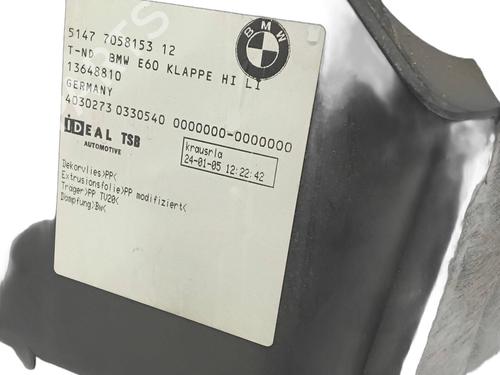 BMW
5147 7058153 12
T-ND BMW E60 KLAPPE HI LI
13648810
GERMANY
4030273 0330540 0000000-0000000
iDEAL TSB
AUTOMOTIVE
krausrla
24-01-05 12:22:42
Dekorvlies>PP<
Extrusionsfolie>PP modifiziert<
Träger>PP TV20<
Dämpfung>BW<